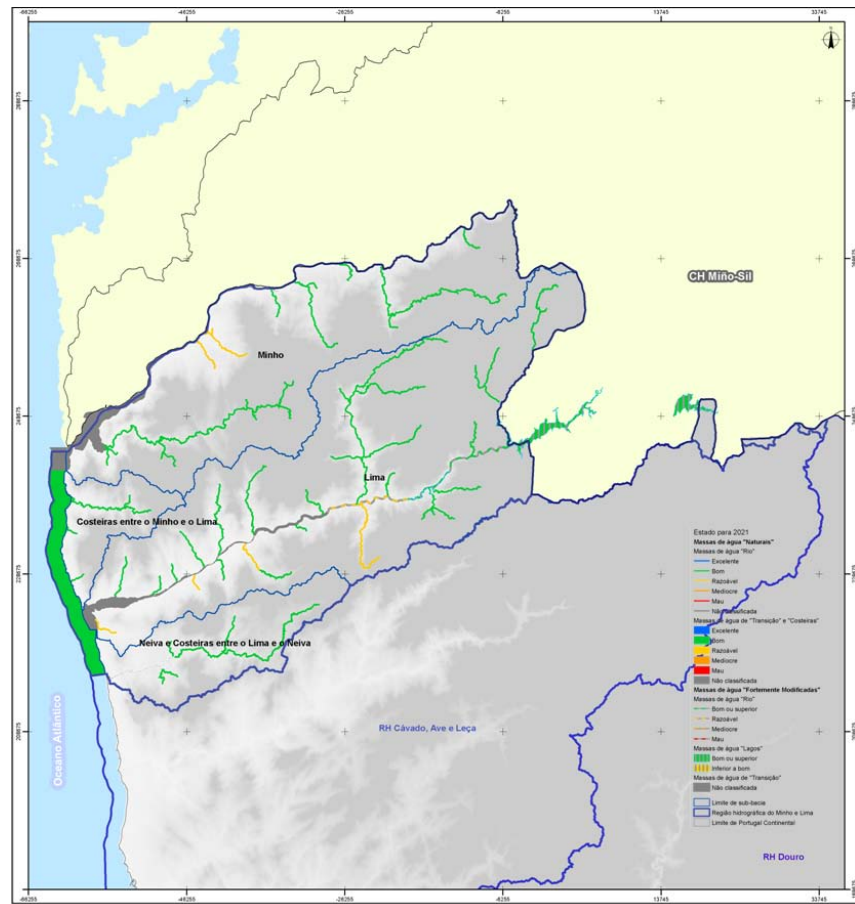 -66255
-46255
-26255
-6255
13745
33745
CH Miño-Sil
Minho
Lima
Costeiras entre o Minho e o Lima
Neiva e Costeiras entre o Lima e o Neiva
Oceano Atlântico
RH Cávado, Ave e Leça
RH Douro
Estado para 2021
Massas de água "Naturais"
Massas de água "Rio"
Excelente
Bom
Razoável
Medíocre
Mau
Não classificada
Massas de água de "Transição" e "Costeiras"
Excelente
Bom
Razoável
Medíocre
Mau
Não classificada
Massas de água "Fortemente Modificadas"
Massas de água "Rio"
Bom ou superior
Razoável
Medíocre
Mau
Massas de água "Lagos"
Bom ou superior
Inferior a bom
Massas de água de "Transição"
Não classificada
Limite de sub-bacia
Região hidrográfica do Minho e Lima
Limite de Portugal Continental
13745
33745